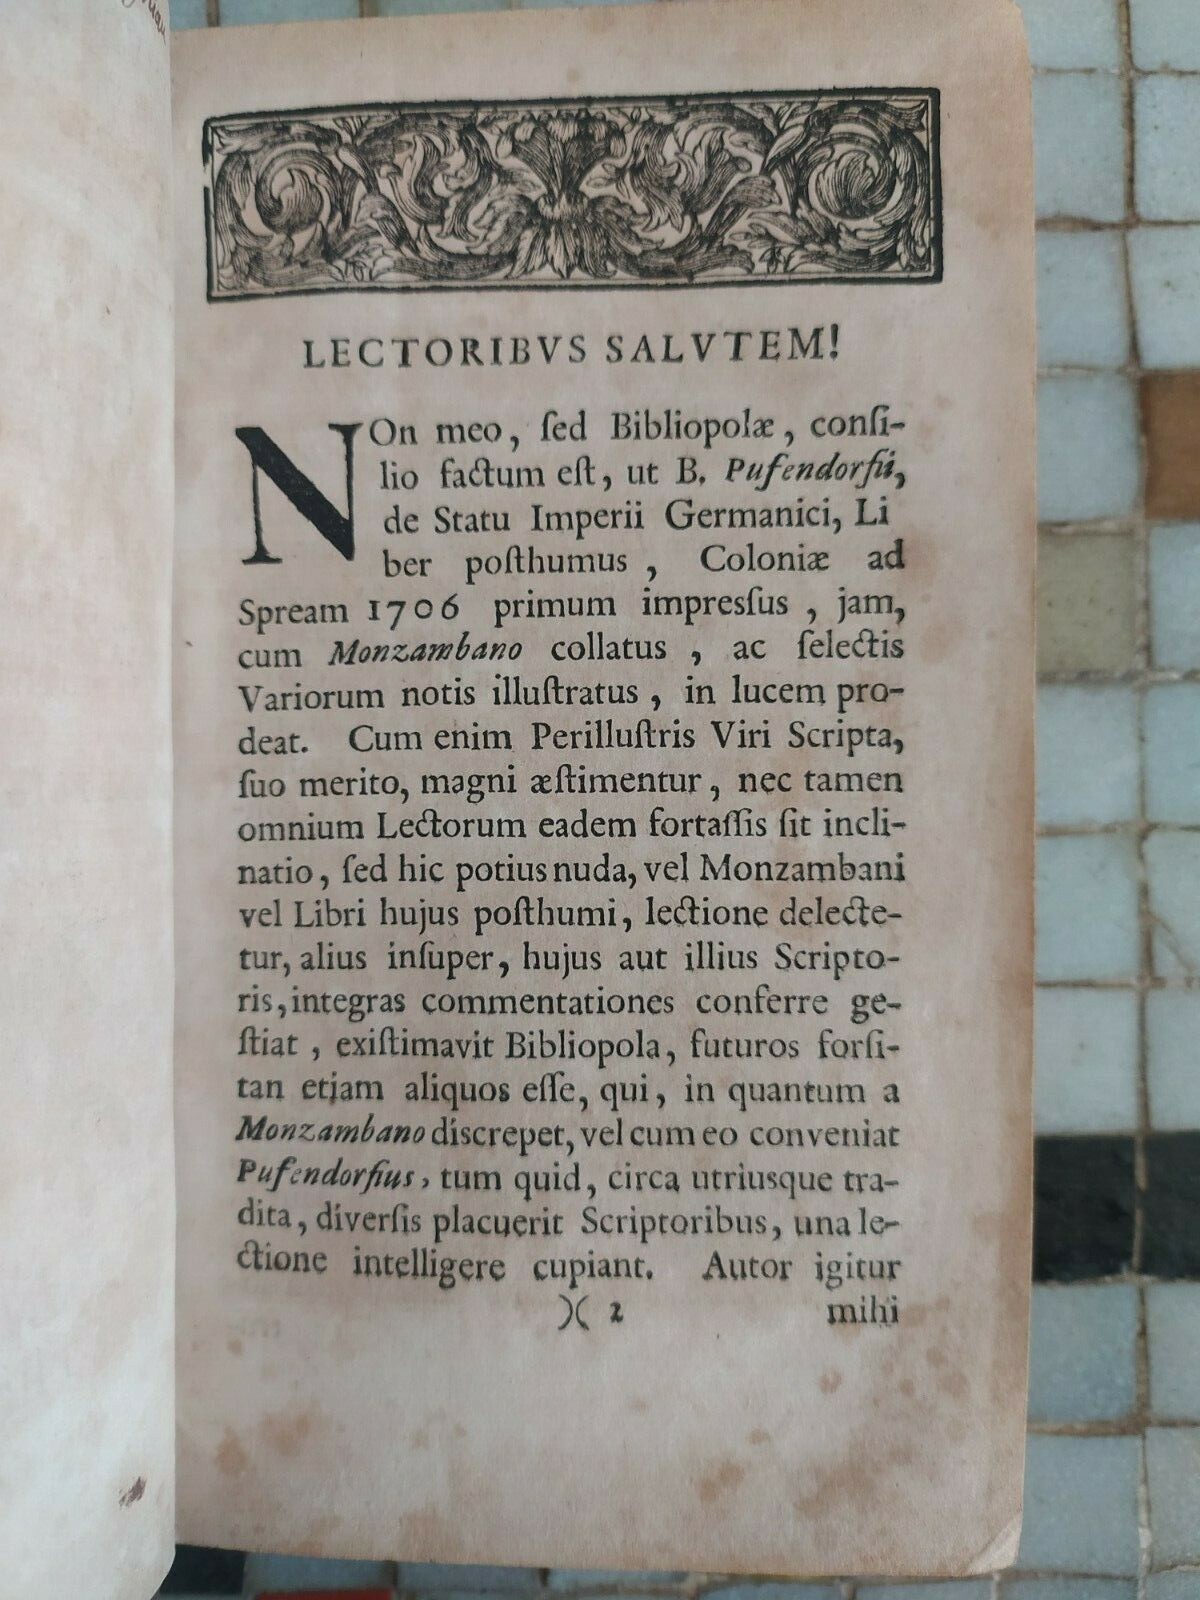 LECTORIBVS SALVTEM!
NOn meo, ſed Bibliopolæ, conſi-
lio factum eſt, ut B. Pufendorfii,
de Statu Imperii Germanici, Li
ber poſthumus, Coloniæ ad
Spream 1706 primum impresſus, jam,
cum Monzambano collatus, ac ſelectis
Variorum notis illuſtratus, in lucem pro-
deat. Cum enim Perilluſtris Viri Scripta,
ſuo merito, magni æſtimentur, nec tamen
omnium Lectorum eadem fortaſſis ſit incli-
natio, ſed hic potius nuda, vel Monzambani
vel Libri hujus poſthumi, lectione delecte-
tur, alius inſuper, hujus aut illius Scripto-
ris, integras commentationes conferre ge-
ſtiat, exiſtimavit Bibliopola, futuros forſi-
tan etjam aliquos eſſe, qui, in quantum a
Monzambano discrepet, vel cum eo conveniat
Pufendorfius, tum quid, circa utriusque tra-
dita, diverſis placuerit Scriptoribus, una le-
ctione intelligere cupiant. Autor igitur
)( 2 mihi